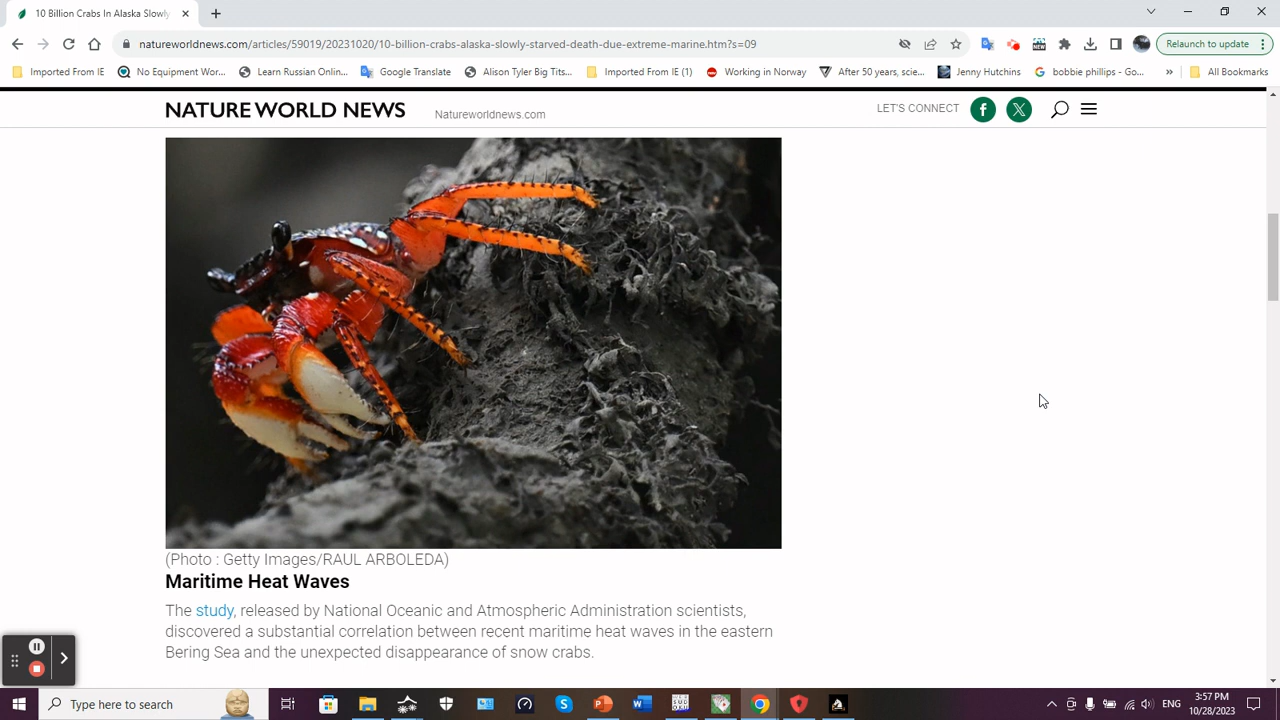 10 Billion Crabs In Alaska Slowly
natureworldnews.com/articles/59019/20231020/10-billion-crabs-alaska-slowly-starved-death-due-extreme-marine.htm?s=09
Relaunch to update
Imported From IE
No Equipment Wor...
Learn Russian Onlin...
Google Translate
Alison Tyler Big Tits...
Imported From IE (1)
Working in Norway
After 50 years, scie...
Jenny Hutchins
bobbie phillips - Go...
»
All Bookmarks
NATURE WORLD NEWS
Natureworldnews.com
LET'S CONNECT
(Photo : Getty Images/RAUL ARBOLEDA)
Maritime Heat Waves
The study, released by National Oceanic and Atmospheric Administration scientists,
discovered a substantial correlation between recent maritime heat waves in the eastern
Bering Sea and the unexpected disappearance of snow crabs.
Type here to search
ENG
3:57 PM
10/28/2023